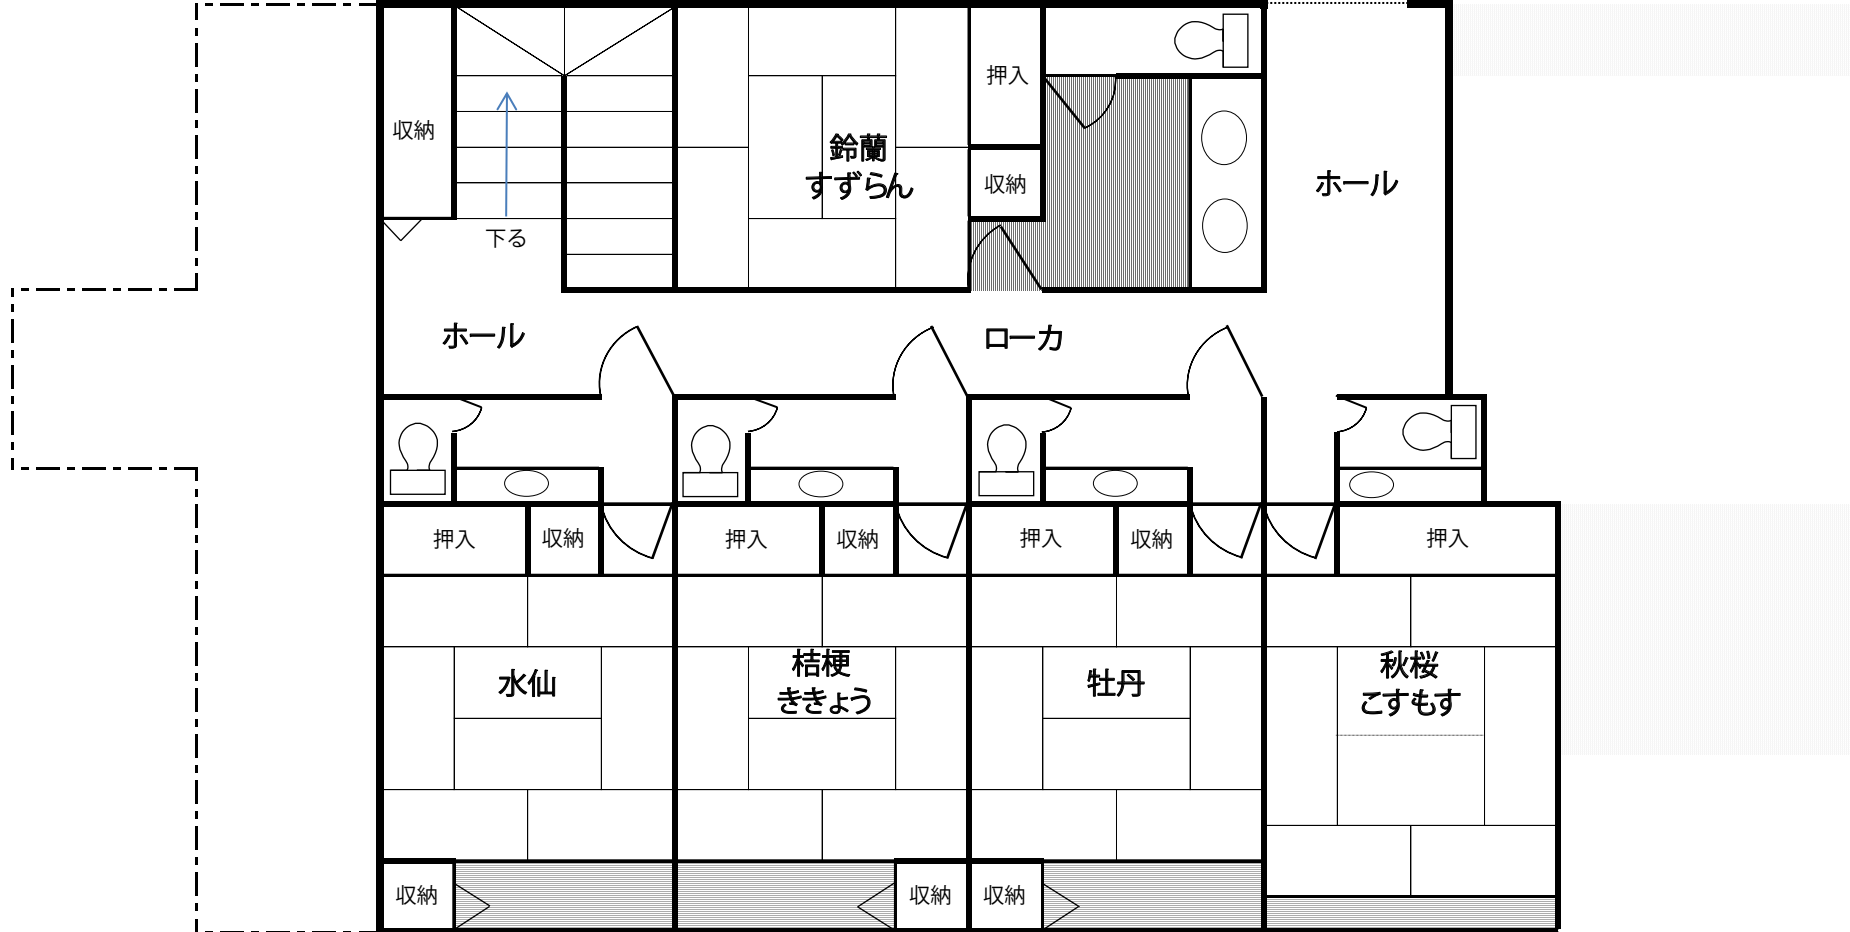 押入
収納
鈴蘭
すずらん
収納
ホール
下る
ホール
ローカ
押入
収納
押入
収納
押入
収納
押入
水仙
桔梗
ききょう
牡丹
秋桜
こすもす
収納
収納
収納